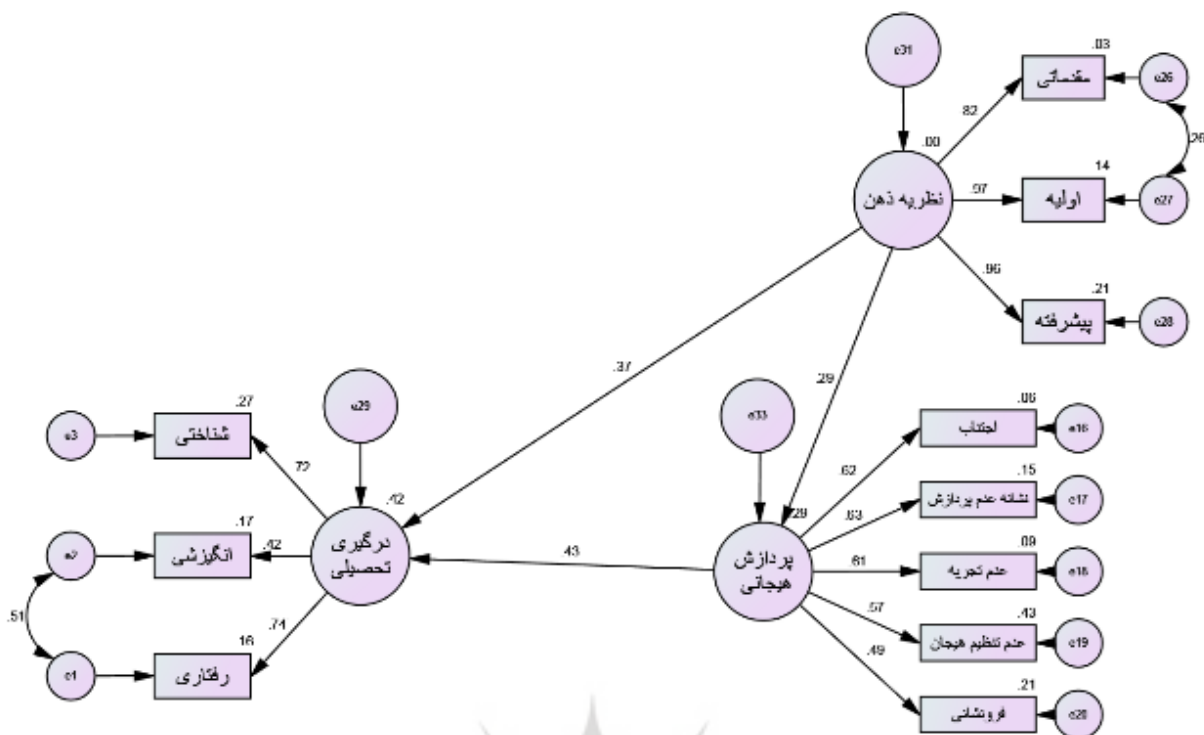 e31
.03
مقدماتی
e26
.82
.00
.26
نظریه ذهن
.97
14
اولیه
e27
.96
.21
پیشرفته
e28
.37
.29
e33
.06
اجتناب
e16
.62
.15
نشانه عدم پردازش
e17
.63
.29
پردازش
هیجانی
.09
عدم تجربه
e18
.61
.43
عدم تنظیم هیجان
e19
.57
.21
فرونشانی
e20
.49
43
e29
.42
درگیری
تحصیلی
.27
شناختی
e3
.72
.17
انگیزشی
e2
.42
.51
16
رفتاری
e1
.74